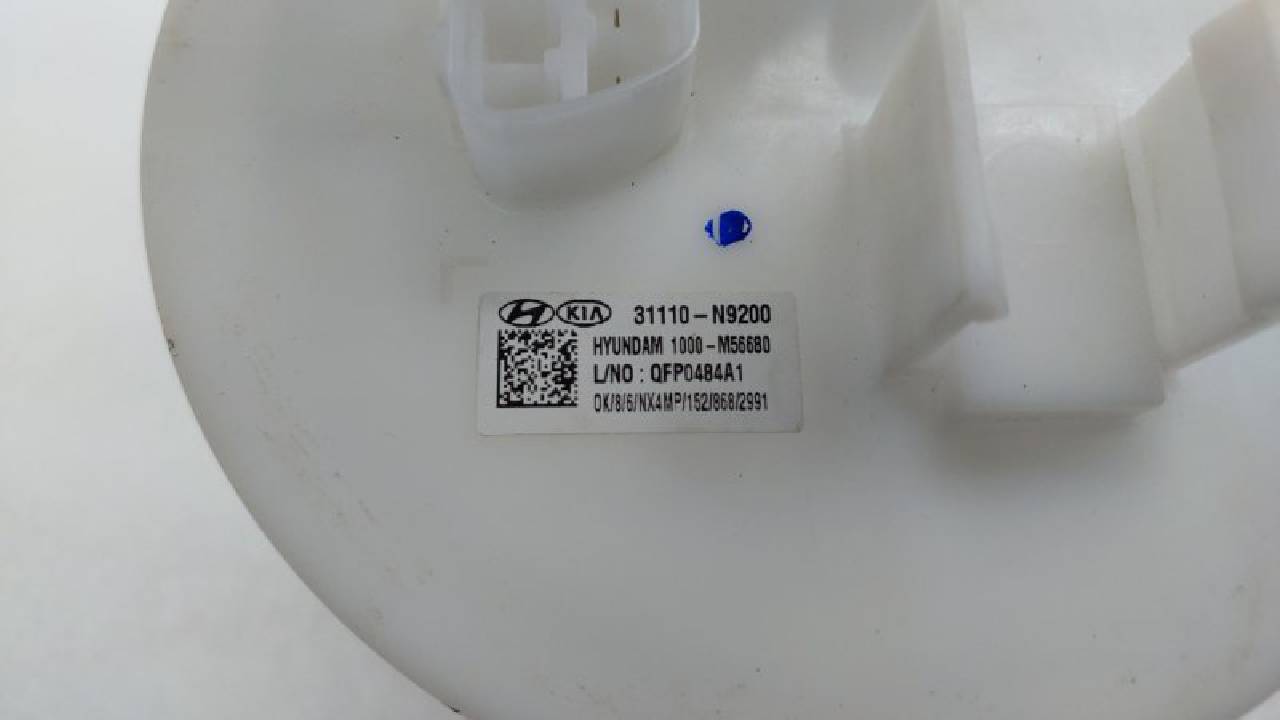 KIA 31110-N9200
HYUNDAM 1000-M56680
L/NO : QFP0484A1
OK/8/6/NX4MP/152/868/2991